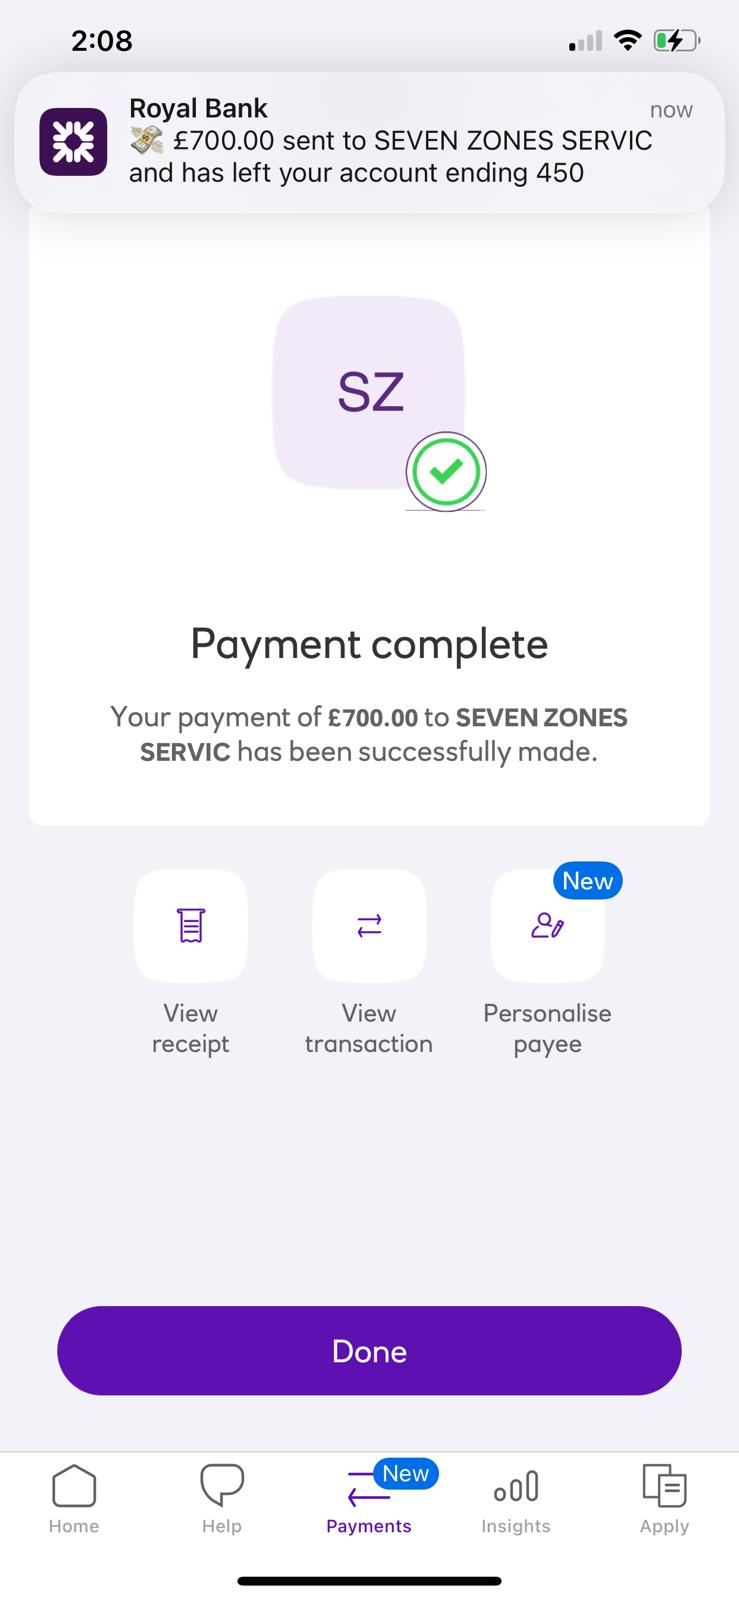 2:08
Royal Bank now
💸 £700.00 sent to SEVEN ZONES SERVIC
and has left your account ending 450
SZ
Payment complete
Your payment of £700.00 to SEVEN ZONES
SERVIC has been successfully made.
New
View
receipt
View
transaction
Personalise
payee
Done
New
Home
Help
Payments
Insights
Apply